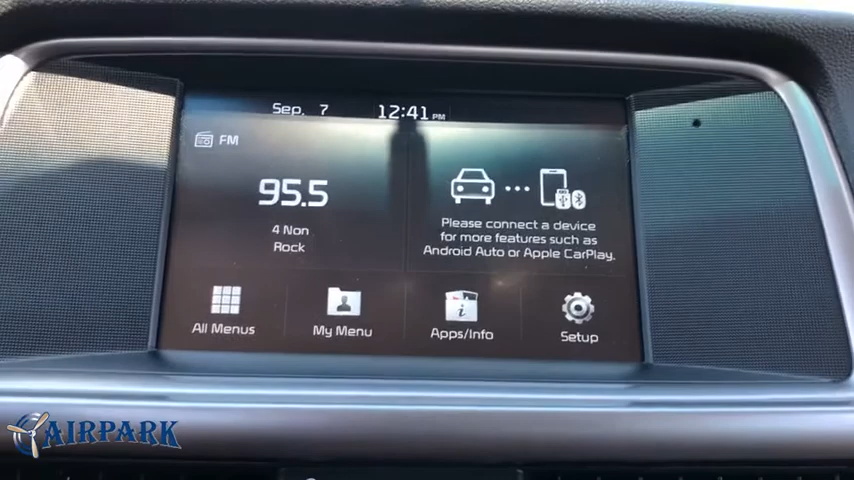 Sep. 7 12:41 PM
FM
95.5
4 Non
Rock
Please connect a device
for more features such as
Android Auto or Apple CarPlay.
All Menus
My Menu
Apps/Info
Setup
AIRPARK